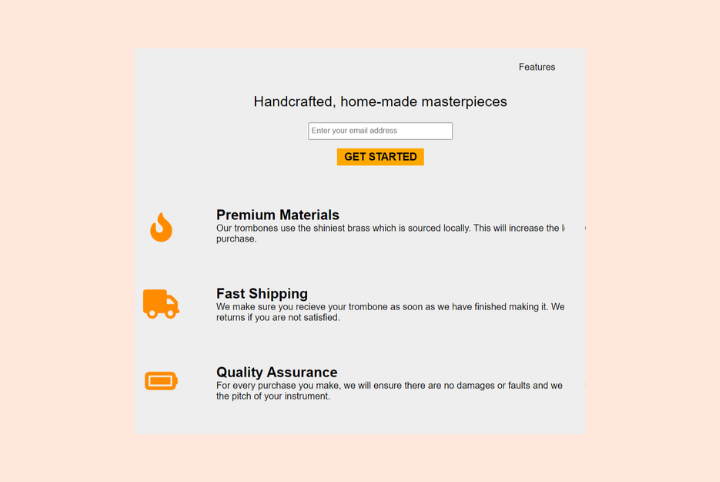 Features
Handcrafted, home-made masterpieces
Enter your email address
GET STARTED
Premium Materials
Our trombones use the shiniest brass which is sourced locally. This will increase the
purchase.
Fast Shipping
We make sure you recieve your trombone as soon as we have finished making it. We
returns if you are not satisfied.
Quality Assurance
For every purchase you make, we will ensure there are no damages or faults and we
the pitch of your instrument.